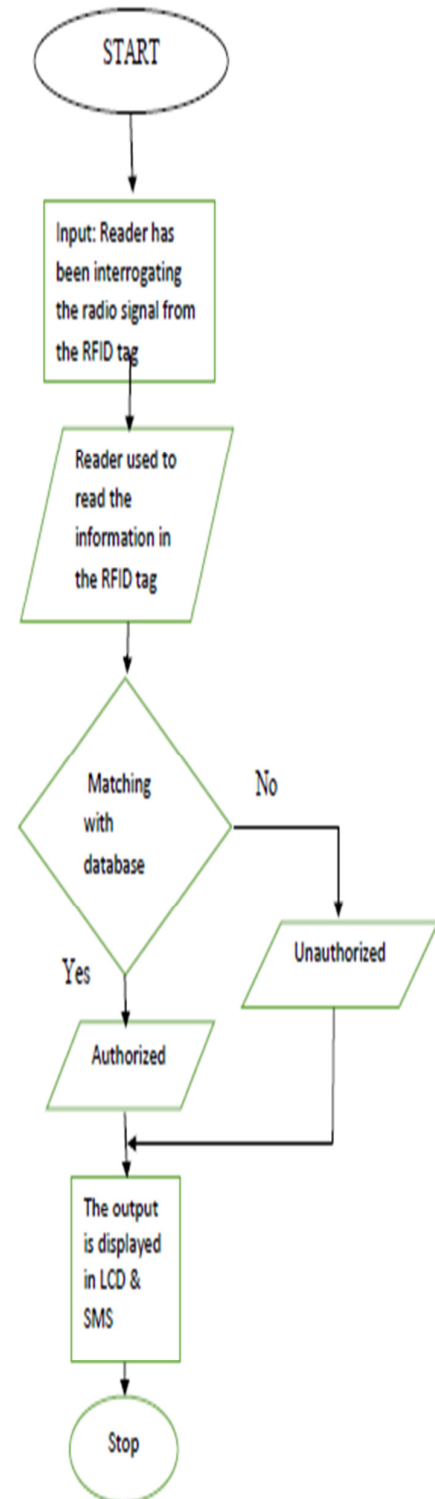 START
Input: Reader has
been interrogating
the radio signal from
the RFID tag
Reader used to
read the
information in
the RFID tag
Matching
with
database
No
Yes
Unauthorized
Authorized
The output
is displayed
in LCD &
SMS
Stop